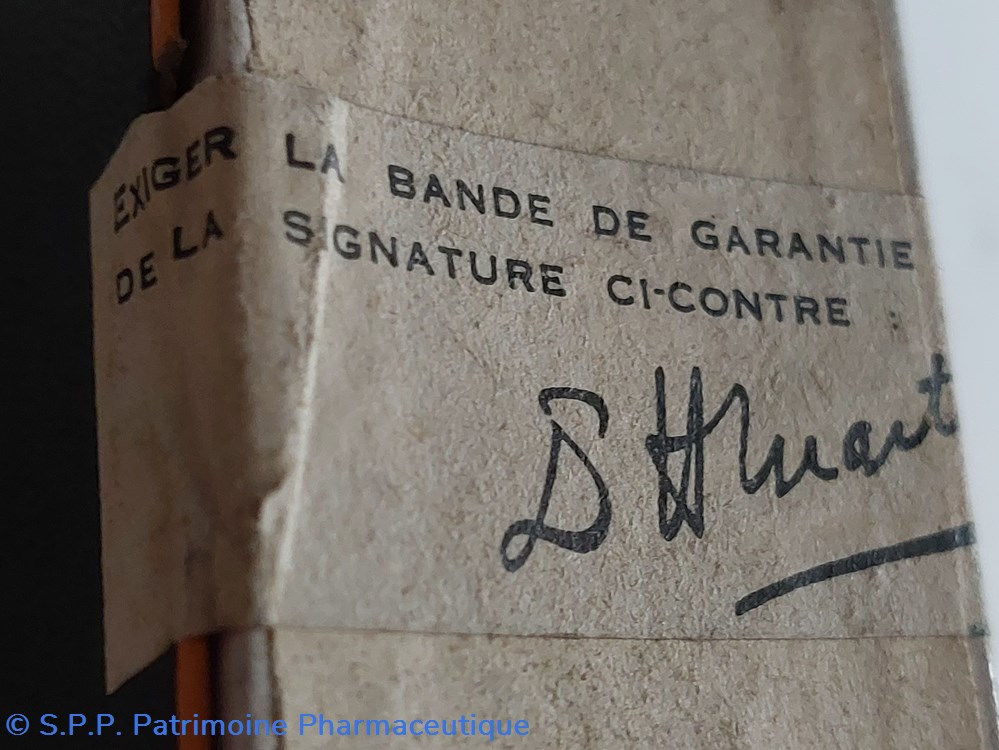 EXIGER LA BANDE DE GARANTIE
DE LA SIGNATURE CI-CONTRE :
© S.P.P. Patrimoine Pharmaceutique